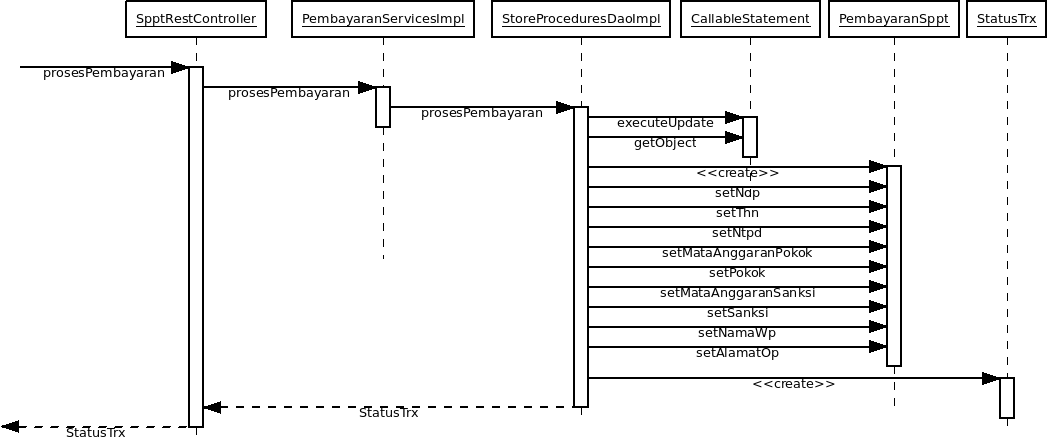 SpptRestController
PembayaranServicesImpl
StoreProceduresDaoImpl
CallableStatement
PembayaranSppt
StatusTrx
prosesPembayaran
prosesPembayaran
prosesPembayaran
executeUpdate
getObject
<<create>>
setNdp
setThn
setNtpd
setMataAnggaranPokok
setPokok
setMataAnggaranSanksi
setSanksi
setNamaWp
setAlamatOp
<<create>>
StatusTrx
StatusTrx